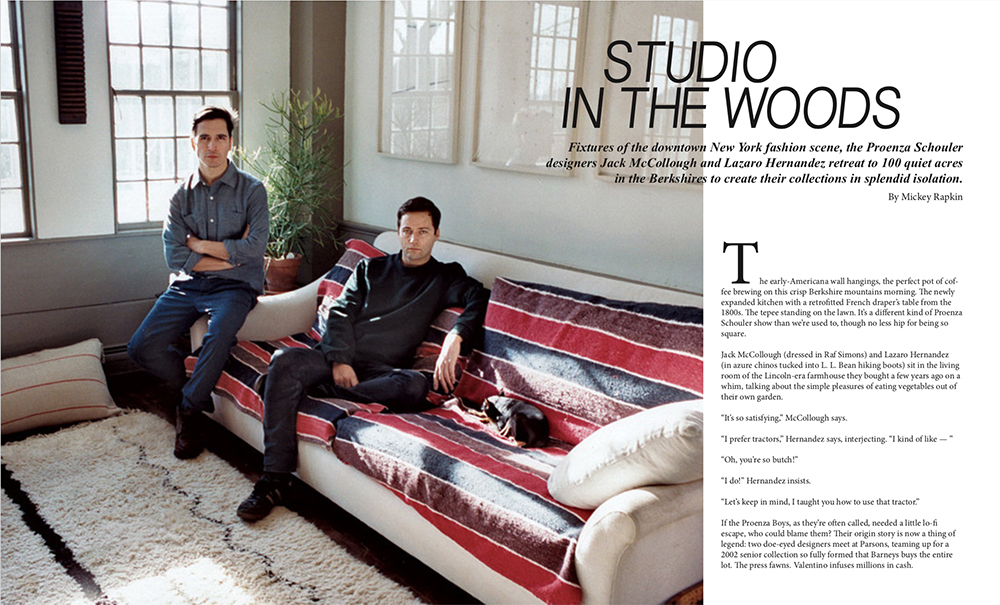 STUDIO
IN THE WOODS
Fixtures of the downtown New York fashion scene, the Proenza Schouler
designers Jack McCollough and Lazaro Hernandez retreat to 100 quiet acres
in the Berkshires to create their collections in splendid isolation.
By Mickey Rapkin
The early-Americana wall hangings, the perfect pot of cof-
fee brewing on this crisp Berkshire mountains morning. The newly
expanded kitchen with a retrofitted French draper's table from the
1800s. The tepee standing on the lawn. It's a different kind of Proenza
Schouler show than we're used to, though no less hip for being so
square.
Jack McCollough (dressed in Raf Simons) and Lazaro Hernandez
(in azure chinos tucked into L. L. Bean hiking boots) sit in the living
room of the Lincoln-era farmhouse they bought a few years ago on a
whim, talking about the simple pleasures of eating vegetables out of
their own garden.
"It's so satisfying," McCollough says.
"I prefer tractors," Hernandez says, interjecting. "I kind of like — "
"Oh, you're so butch!"
"I do!" Hernandez insists.
"Let's keep in mind, I taught you how to use that tractor."
If the Proenza Boys, as they're often called, needed a little lo-fi
escape, who could blame them? Their origin story is now a thing of
legend: two doe-eyed designers meet at Parsons, teaming up for a
2002 senior collection so fully formed that Barneys buys the entire
lot. The press fawns. Valentino infuses millions in cash.